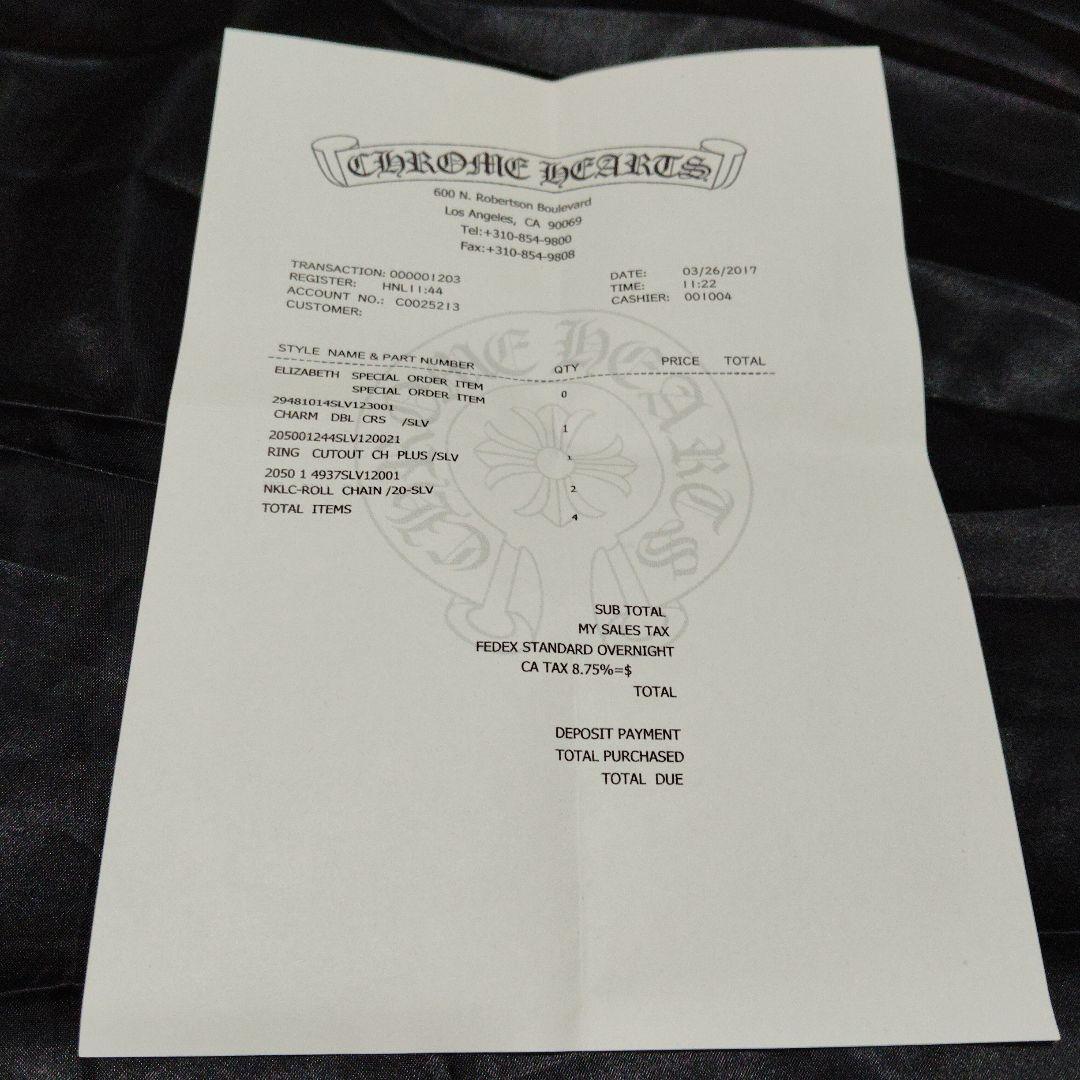 CHROME HEARTS
600 N. Robertson Boulevard
Los Angeles, CA 90069
Tel:+310-854-9800
Fax:+310-854-9808
TRANSACTION: 000001203
REGISTER: HNL11:44
ACCOUNT NO.: C0025213
CUSTOMER:
DATE: 03/26/2017
TIME: 11:22
CASHIER: 001004
CHROME HEARTS
STYLE NAME & PART NUMBER QTY PRICE TOTAL
ELIZABETH SPECIAL ORDER ITEM
SPECIAL ORDER ITEM 0
29481014SLV123001
CHARM DBL CRS /SLV 1
205001244SLV120021
RING CUTOUT CH PLUS /SLV 1
2050 1 4937SLV12001
NKLC-ROLL CHAIN /20-SLV 2
TOTAL ITEMS 4
SUB TOTAL
MY SALES TAX
FEDEX STANDARD OVERNIGHT
CA TAX 8.75%=$
TOTAL
DEPOSIT PAYMENT
TOTAL PURCHASED
TOTAL DUE